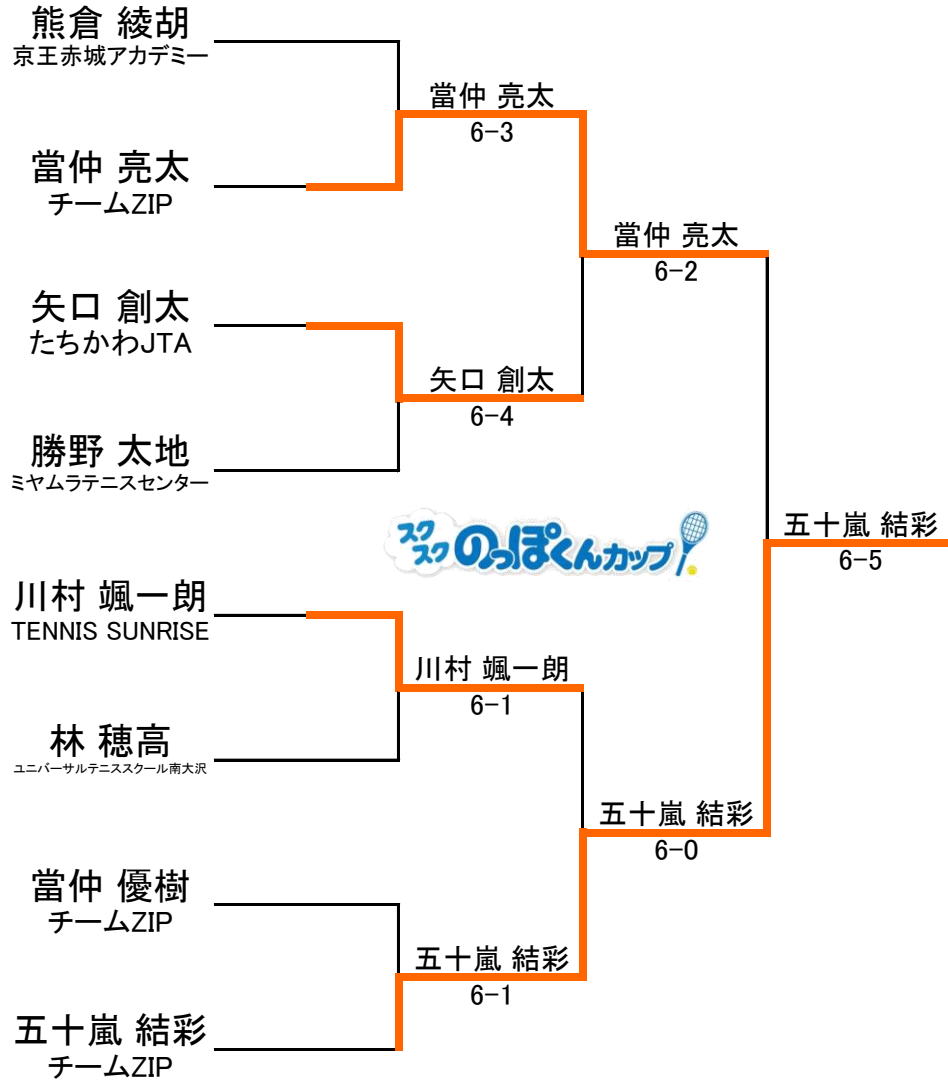 熊倉 綾胡
京王赤城アカデミー
當仲 亮太
6-3
當仲 亮太
チームZIP
當仲 亮太
6-2
矢口 創太
たちかわJTA
矢口 創太
6-4
勝野 太地
ミヤムラテニスセンター
スクスク のっぽくんカップ
五十嵐 結彩
6-5
川村 颯一朗
TENNIS SUNRISE
川村 颯一朗
6-1
林 穂高
ユニバーサルテニススクール南大沢
五十嵐 結彩
6-0
當仲 優樹
チームZIP
五十嵐 結彩
6-1
五十嵐 結彩
チームZIP